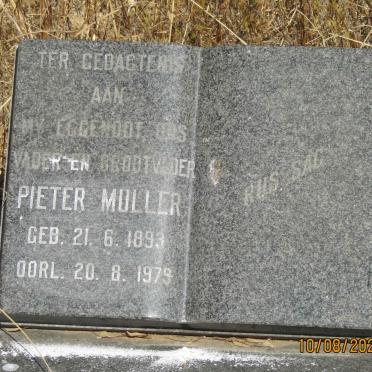 TER GEDAGTENIS
AAN
MY EGGENOOT, ONS
VADER EN GROOTVADER
PIETER MULLER
GEB. 21. 6. 1893
OORL. 20. 8. 1979
RUS SAG
10/08/202